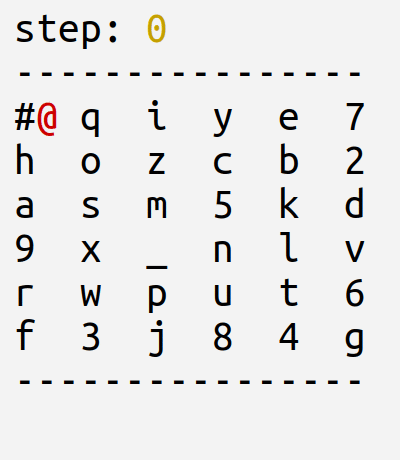 step: 0
----------------
#@ q  i  y  e  7
h  o  z  c  b  2
a  s  m  5  k  d
9  x  _  n  l  v
r  w  p  u  t  6
f  3  j  8  4  g
----------------